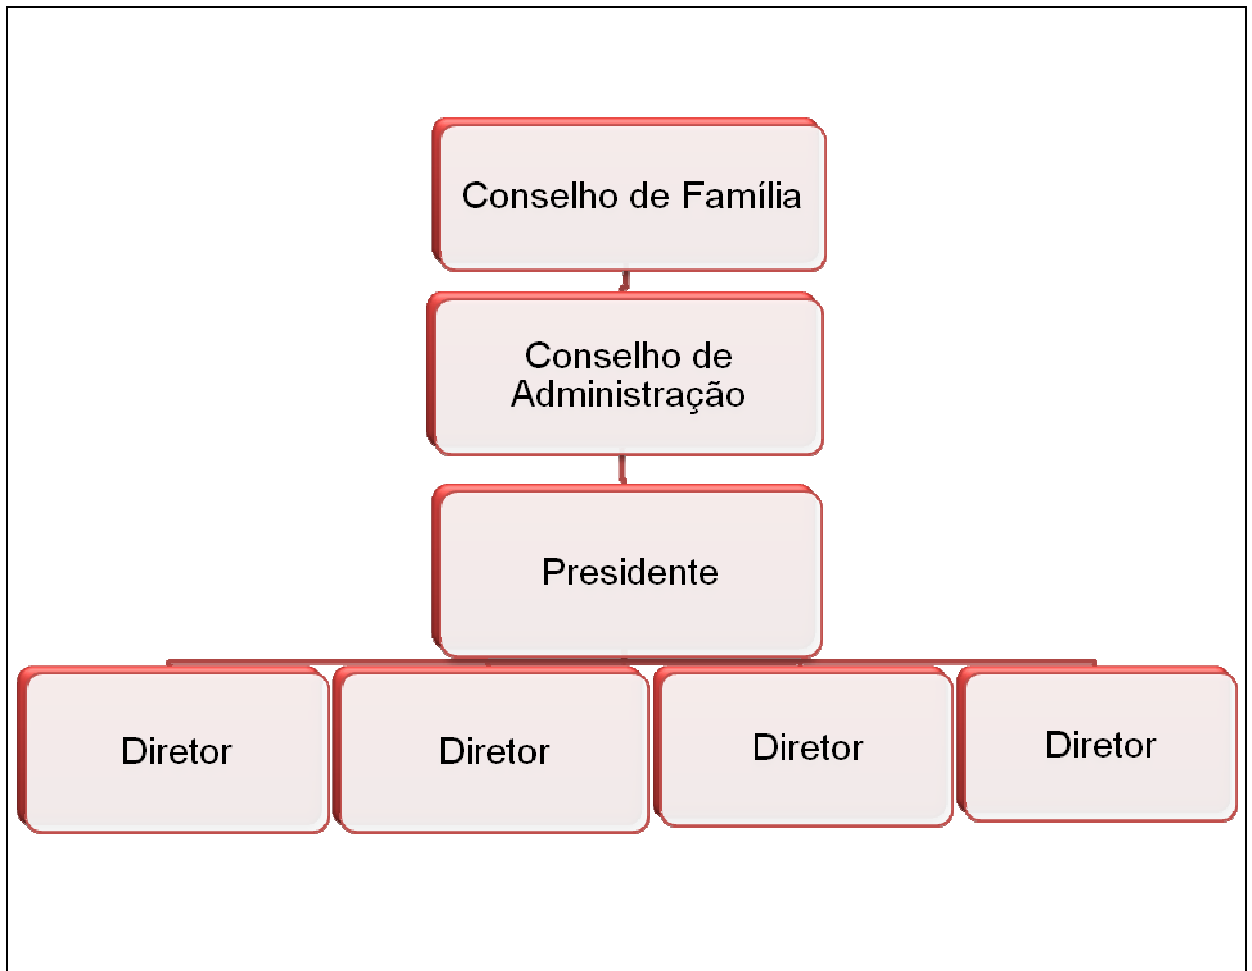 Conselho de Família
Conselho de
Administração
Presidente
Diretor
Diretor
Diretor
Diretor